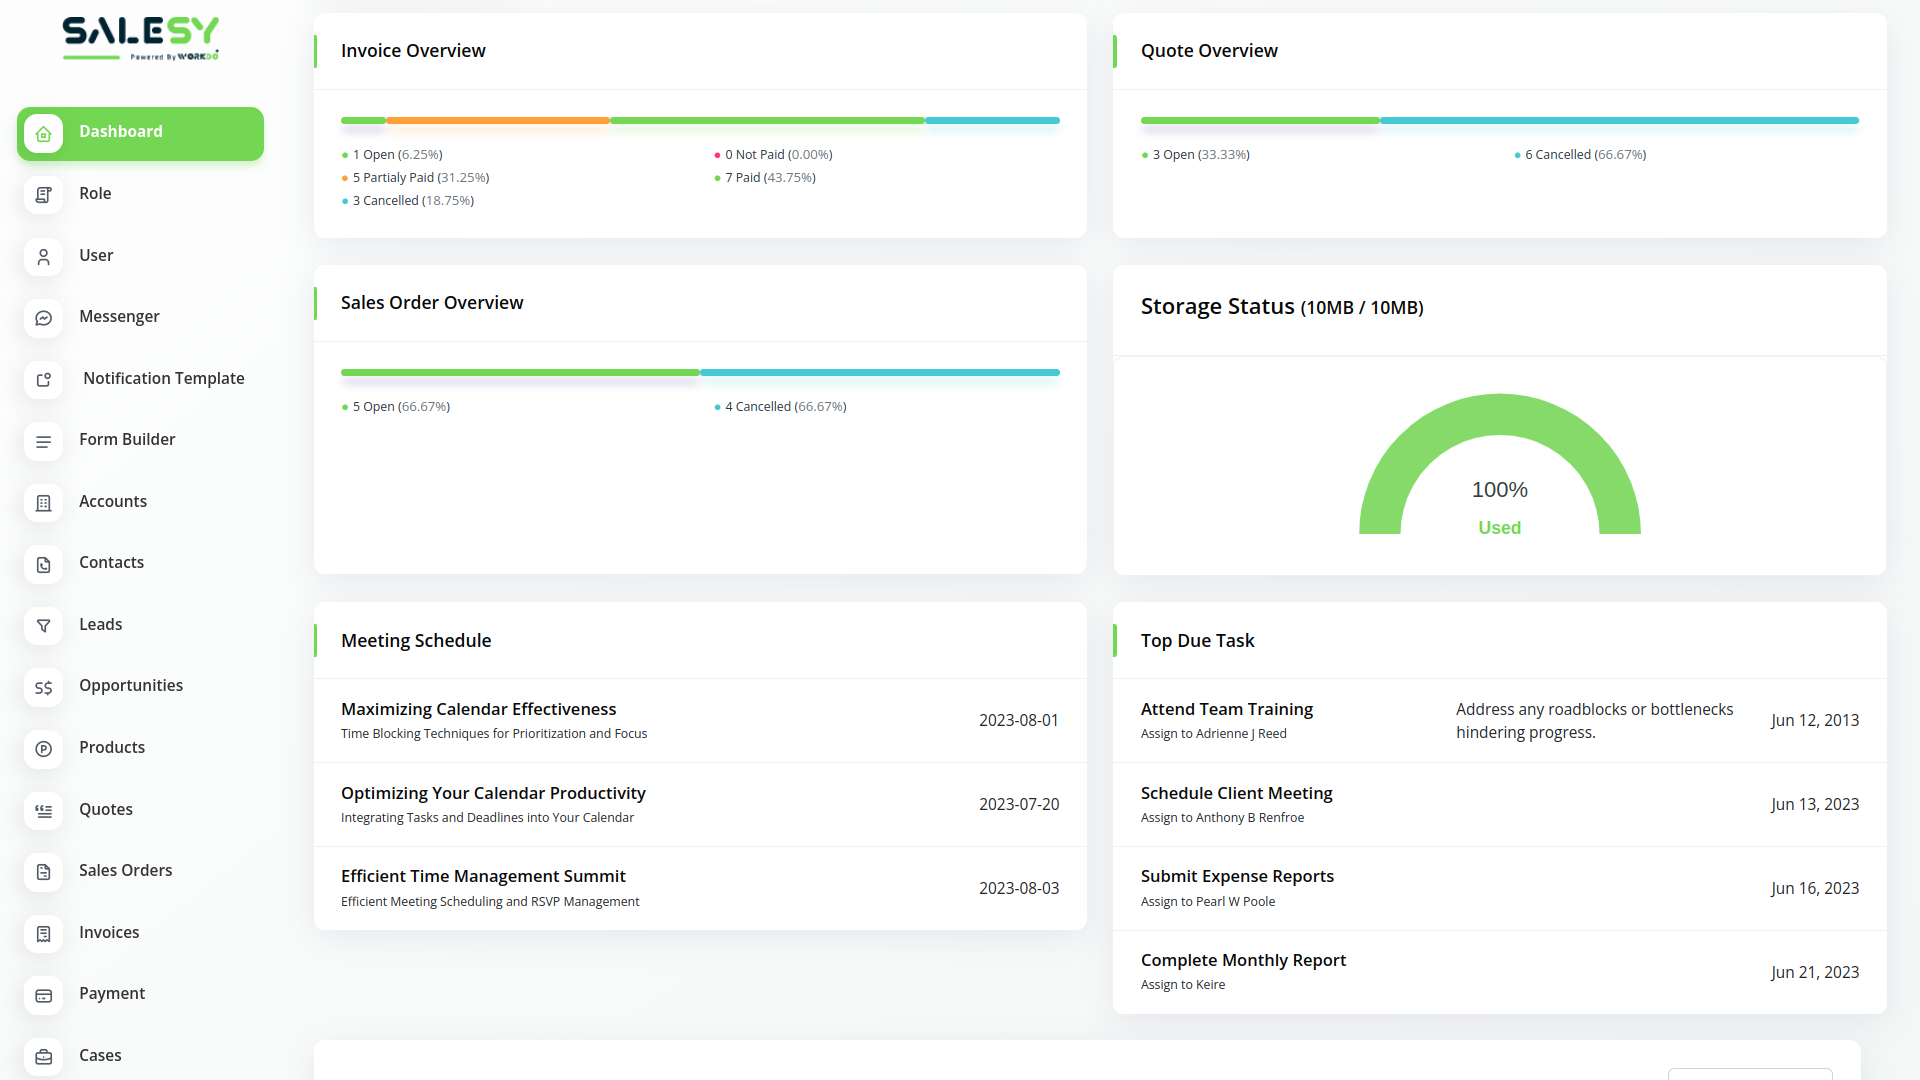 SALESY
Powered By WORKDO
Dashboard
Role
User
Messenger
Notification Template
Form Builder
Accounts
Contacts
Leads
Opportunities
Products
Quotes
Sales Orders
Invoices
Payment
Cases
Invoice Overview
1 Open (6.25%)
0 Not Paid (0.00%)
5 Partialy Paid (31.25%)
7 Paid (43.75%)
3 Cancelled (18.75%)
Quote Overview
3 Open (33.33%)
6 Cancelled (66.67%)
Sales Order Overview
5 Open (66.67%)
4 Cancelled (66.67%)
Storage Status (10MB / 10MB)
100%
Used
Meeting Schedule
Maximizing Calendar Effectiveness
Time Blocking Techniques for Prioritization and Focus
2023-08-01
Optimizing Your Calendar Productivity
Integrating Tasks and Deadlines into Your Calendar
2023-07-20
Efficient Time Management Summit
Efficient Meeting Scheduling and RSVP Management
2023-08-03
Top Due Task
Attend Team Training
Assign to Adrienne J Reed
Address any roadblocks or bottlenecks
hindering progress.
Jun 12, 2013
Schedule Client Meeting
Assign to Anthony B Renfroe
Jun 13, 2023
Submit Expense Reports
Assign to Pearl W Poole
Jun 16, 2023
Complete Monthly Report
Assign to Keire
Jun 21, 2023